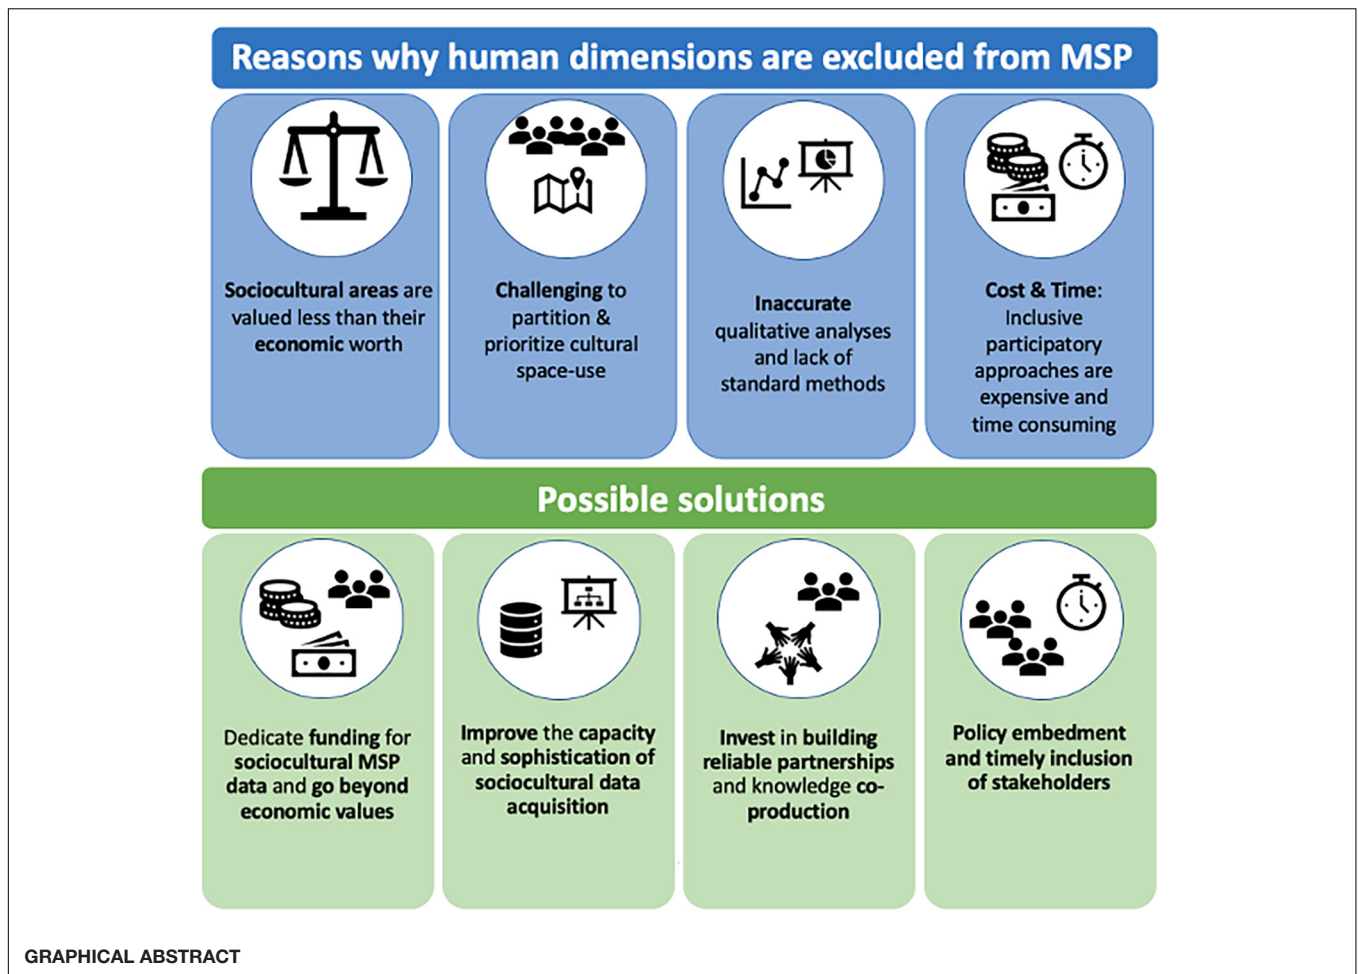 Reasons why human dimensions are excluded from MSP
Sociocultural areas are
valued less than their
economic worth
Challenging to
partition &
prioritize cultural
space-use
Inaccurate
qualitative analyses
and lack of
standard methods
Cost & Time:
Inclusive
participatory
approaches are
expensive and
time consuming
Possible solutions
Dedicate funding for
sociocultural MSP
data and go beyond
economic values
Improve the capacity
and sophistication of
sociocultural data
acquisition
Invest in building
reliable partnerships
and knowledge co-
production
Policy embedment
and timely inclusion
of stakeholders
GRAPHICAL ABSTRACT